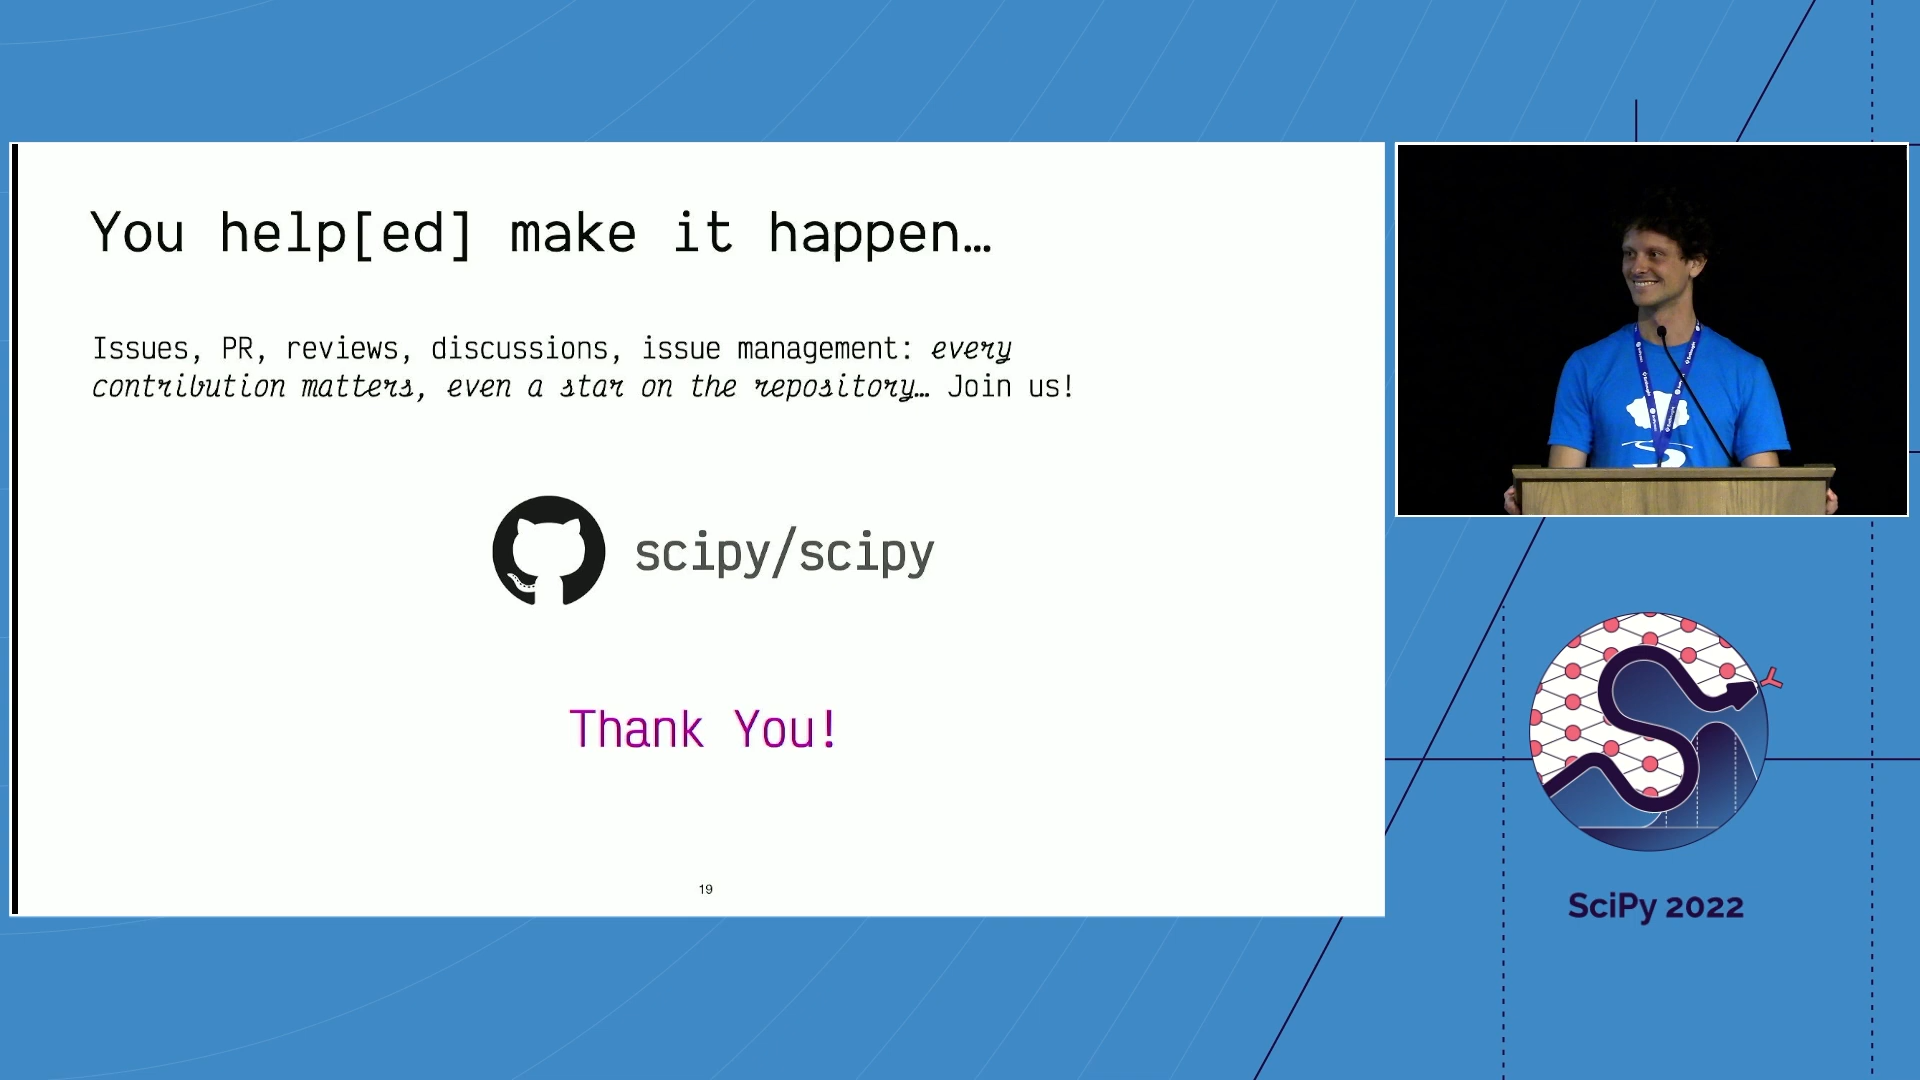 You help[ed] make it happen…
Issues, PR, reviews, discussions, issue management: every
contribution matters, even a star on the repository… Join us!
scipy/scipy
Thank You!
19
SciPy 2022